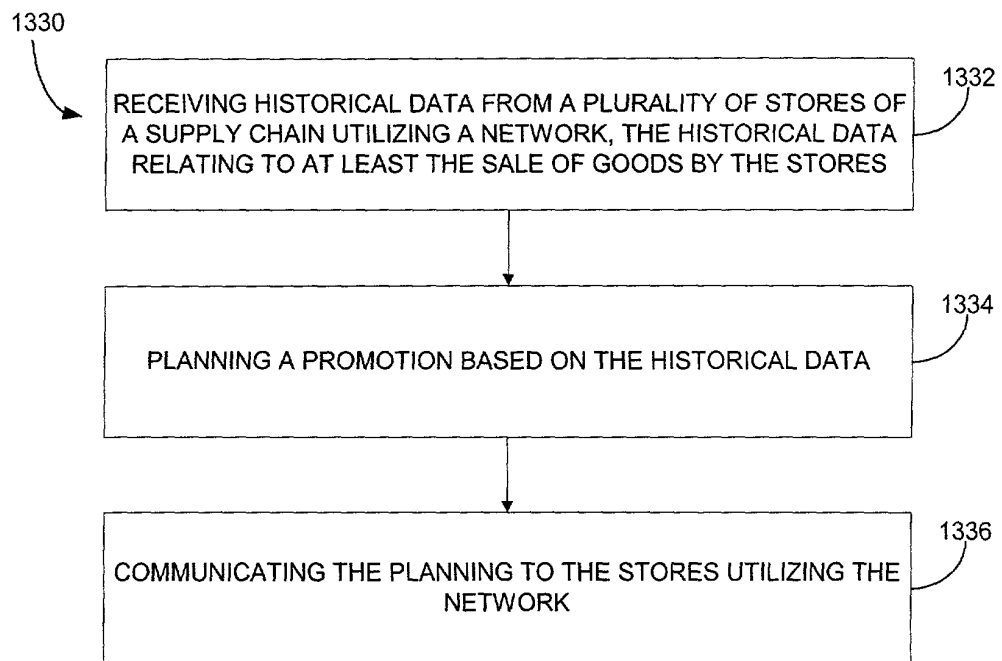 1330
1332
RECEIVING HISTORICAL DATA FROM A PLURALITY OF STORES OF
A SUPPLY CHAIN UTILIZING A NETWORK, THE HISTORICAL DATA
RELATING TO AT LEAST THE SALE OF GOODS BY THE STORES
1334
PLANNING A PROMOTION BASED ON THE HISTORICAL DATA
1336
COMMUNICATING THE PLANNING TO THE STORES UTILIZING THE
NETWORK